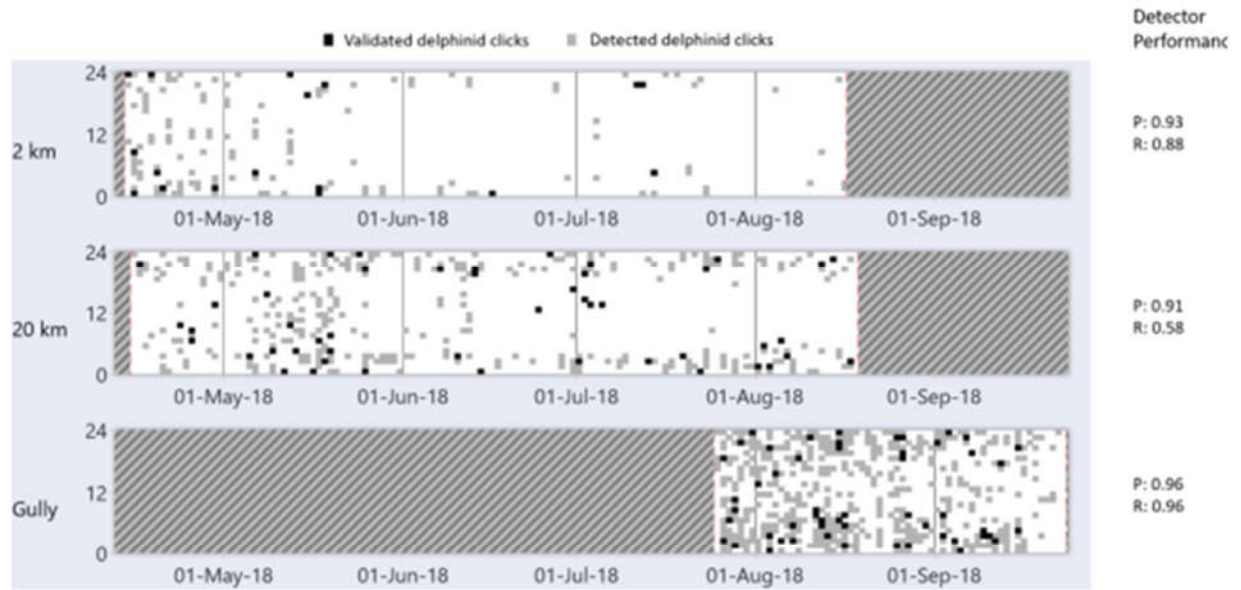 Detector
Performanc
Validated delphinid clicks Detected delphinid clicks
24
12
0
2 km
P: 0.93
R: 0.88
01-May-18 01-Jun-18 01-Jul-18 01-Aug-18 01-Sep-18
24
12
0
20 km
P: 0.91
R: 0.58
01-May-18 01-Jun-18 01-Jul-18 01-Aug-18 01-Sep-18
24
12
0
Gully
P: 0.96
R: 0.96
01-May-18 01-Jun-18 01-Jul-18 01-Aug-18 01-Sep-18